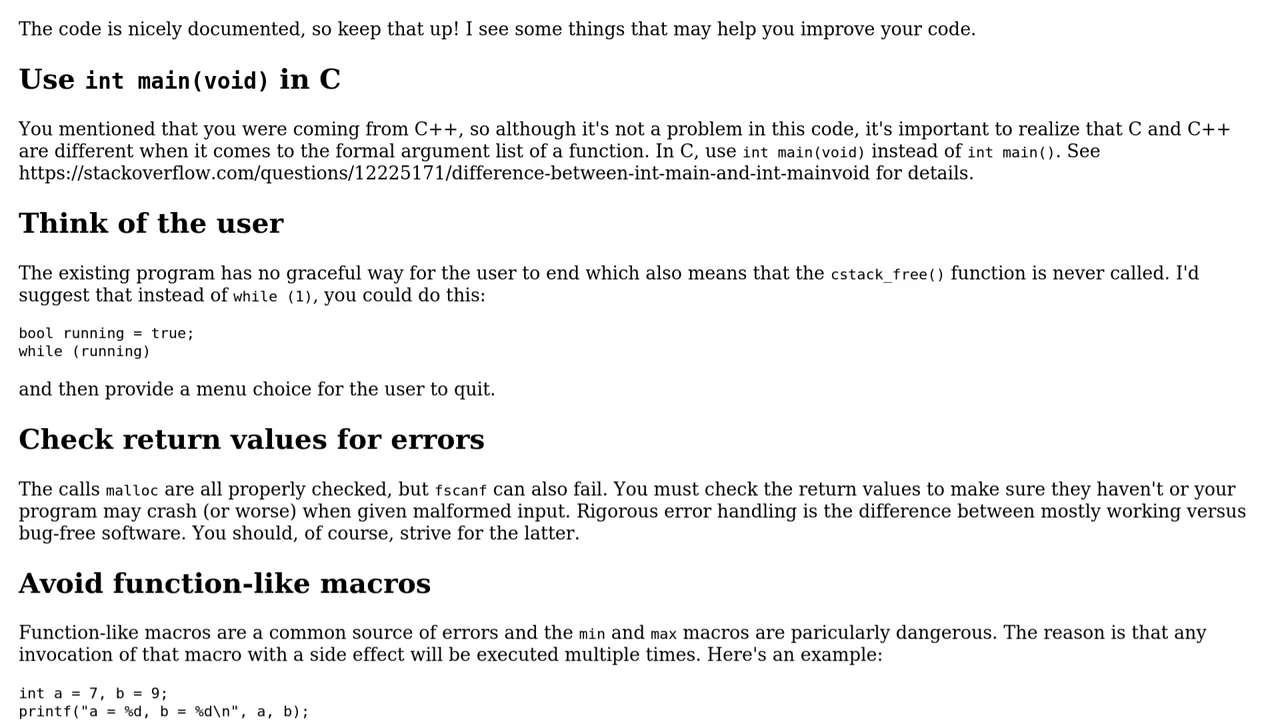 The code is nicely documented, so keep that up! I see some things that may help you improve your code.
Use int main(void) in C
You mentioned that you were coming from C++, so although it's not a problem in this code, it's important to realize that C and C++
are different when it comes to the formal argument list of a function. In C, use int main(void) instead of int main(). See
https://stackoverflow.com/questions/12225171/difference-between-int-main-and-int-mainvoid for details.
Think of the user
The existing program has no graceful way for the user to end which also means that the cstack_free() function is never called. I'd
suggest that instead of while (1), you could do this:
bool running = true;
while (running)
and then provide a menu choice for the user to quit.
Check return values for errors
The calls malloc are all properly checked, but fscanf can also fail. You must check the return values to make sure they haven't or your
program may crash (or worse) when given malformed input. Rigorous error handling is the difference between mostly working versus
bug-free software. You should, of course, strive for the latter.
Avoid function-like macros
Function-like macros are a common source of errors and the min and max macros are paricularly dangerous. The reason is that any
invocation of that macro with a side effect will be executed multiple times. Here's an example:
int a = 7, b = 9;
printf("a = %d, b = %d\n", a, b);